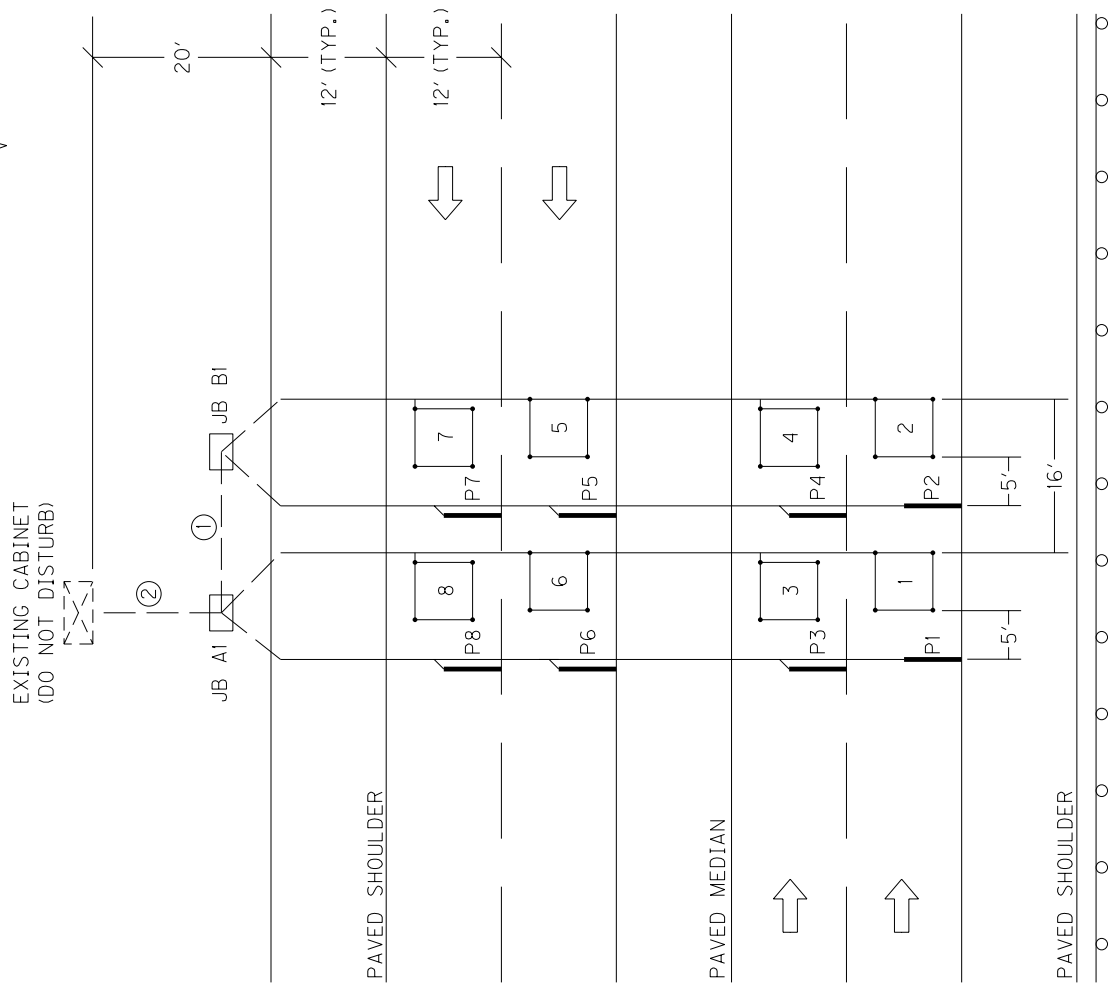 EXISTING CABINET
(DO NOT DISTURB)
20'
12' (TYP.)
12' (TYP.)
2
1
JB A1
JB B1
PAVED SHOULDER
8
P8
7
P7
6
P6
5
P5
PAVED MEDIAN
3
P3
4
P4
1
P1
2
P2
5'
5'
16'
PAVED SHOULDER